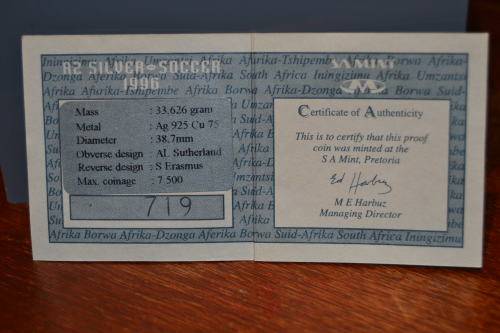 R2 SILVER - SOCCER
1996
Mass : 33.626 gram
Metal : Ag 925 Cu 75
Diameter : 38.7mm
Obverse design : AL Sutherland
Reverse design : S Erasmus
Max. coinage : 7 500
719
SA MINT
Certificate of Authenticity
This is to certify that this proof
coin was minted at the
S A Mint, Pretoria
Ed Harbuz
M E Harbuz
Managing Director
Afrika Borwa Afrika-Dzonga Aferika Borwa Suid-Afrika South Africa Iningizimu